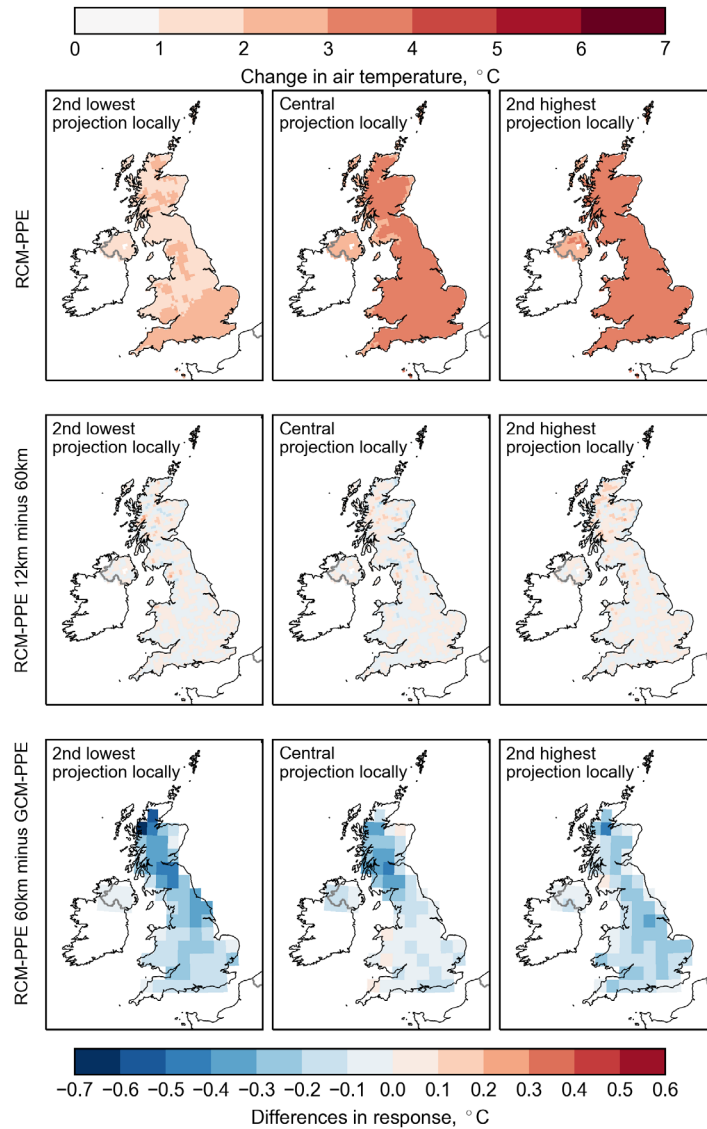 0 1 2 3 4 5 6 7
Change in air temperature, °C
2nd lowest
projection locally
Central
projection locally
2nd highest
projection locally
RCM-PPE
2nd lowest
projection locally
Central
projection locally
2nd highest
projection locally
RCM-PPE 12km minus 60km
2nd lowest
projection locally
Central
projection locally
2nd highest
projection locally
RCM-PPE 60km minus GCM-PPE
−0.7 −0.6 −0.5 −0.4 −0.3 −0.2 −0.1 0.0 0.1 0.2 0.3 0.4 0.5 0.6
Differences in response, °C